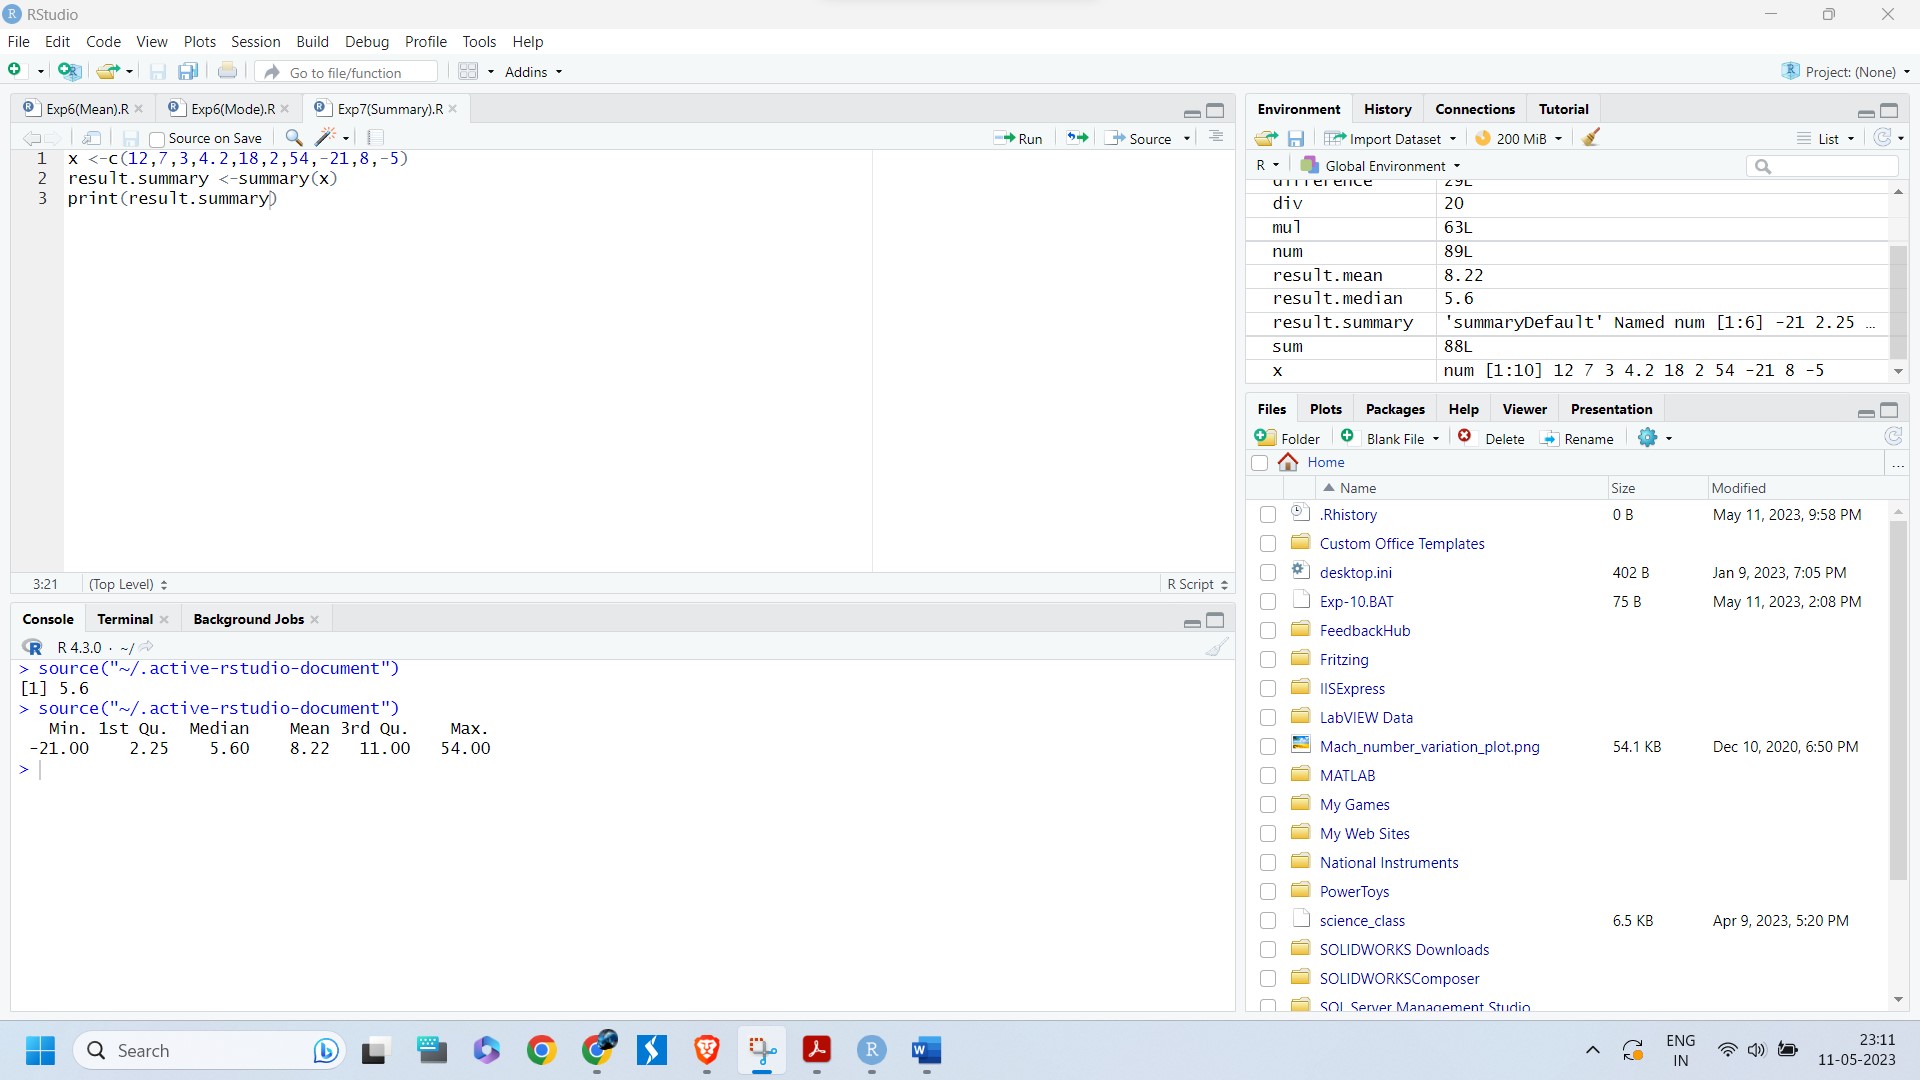 RStudio
File Edit Code View Plots Session Build Debug Profile Tools Help
Go to file/function Addins Project: (None)
Exp6(Mean).R Exp6(Mode).R Exp7(Summary).R
Source on Save Run Source
1 x <-c(12,7,3,4.2,18,2,54,-21,8,-5)
2 result.summary <-summary(x)
3 print(result.summary)
3:21 (Top Level) R Script
Console Terminal Background Jobs
R 4.3.0 · ~/
> source("~/.active-rstudio-document")
[1] 5.6
> source("~/.active-rstudio-document")
Min. 1st Qu. Median Mean 3rd Qu. Max.
-21.00 2.25 5.60 8.22 11.00 54.00
>
Environment History Connections Tutorial
Import Dataset 200 MiB List
R Global Environment
difference 29L
div 20
mul 63L
num 89L
result.mean 8.22
result.median 5.6
result.summary 'summaryDefault' Named num [1:6] -21 2.25 …
sum 88L
x num [1:10] 12 7 3 4.2 18 2 54 -21 8 -5
Files Plots Packages Help Viewer Presentation
Folder Blank File Delete Rename
Home ...
Name Size Modified
.Rhistory 0 B May 11, 2023, 9:58 PM
Custom Office Templates
desktop.ini 402 B Jan 9, 2023, 7:05 PM
Exp-10.BAT 75 B May 11, 2023, 2:08 PM
FeedbackHub
Fritzing
IISExpress
LabVIEW Data
Mach_number_variation_plot.png 54.1 KB Dec 10, 2020, 6:50 PM
MATLAB
My Games
My Web Sites
National Instruments
PowerToys
science_class 6.5 KB Apr 9, 2023, 5:20 PM
SOLIDWORKS Downloads
SOLIDWORKSComposer
SQL Server Management Studio
Search ENG 23:11
IN 11-05-2023